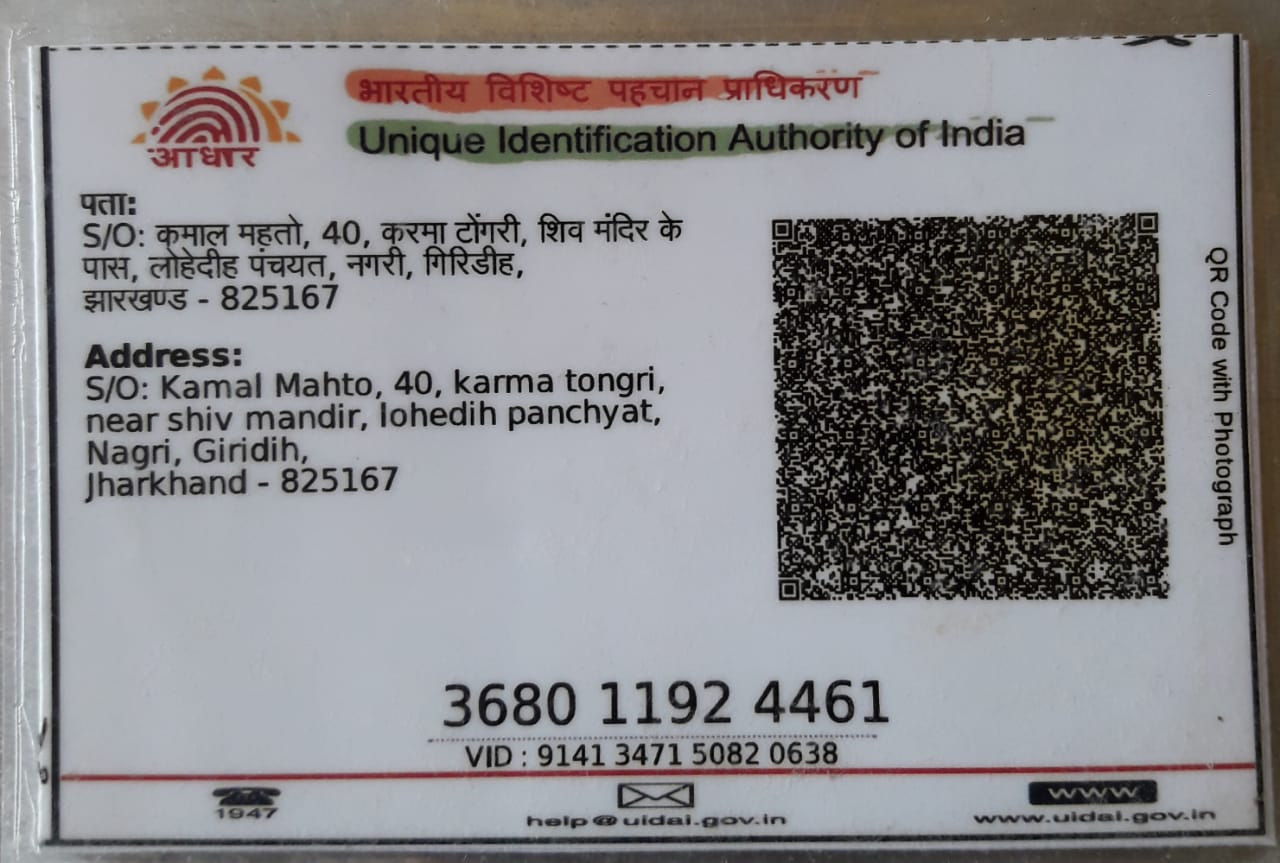 भारतीय विशिष्ट पहचान प्राधिकरण
Unique Identification Authority of India
आधार
पता:
S/O: कमाल महतो, 40, करमा टोंगरी, शिव मंदिर के
पास, लोहेदीह पंचयत, नगरी, गिरिडीह,
झारखण्ड - 825167
Address:
S/O: Kamal Mahto, 40, karma tongri,
near shiv mandir, lohedih panchyat,
Nagri, Giridih,
Jharkhand - 825167
QR Code with Photograph
3680 1192 4461
VID : 9141 3471 5082 0638
1947
help@uidai.gov.in
www
www.uidai.gov.in